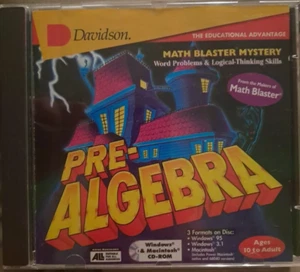 Davidson.
THE EDUCATIONAL ADVANTAGE
MATH BLASTER MYSTERY
Word Problems & Logical-Thinking Skills
From the Makers of
Math Blaster
PRE-
ALGEBRA
3 Formats on Disc:
• Windows® 95
• Windows® 3.1
• Macintosh®
Windows®
& Macintosh®
CD-ROM
Ages
10 to Adult